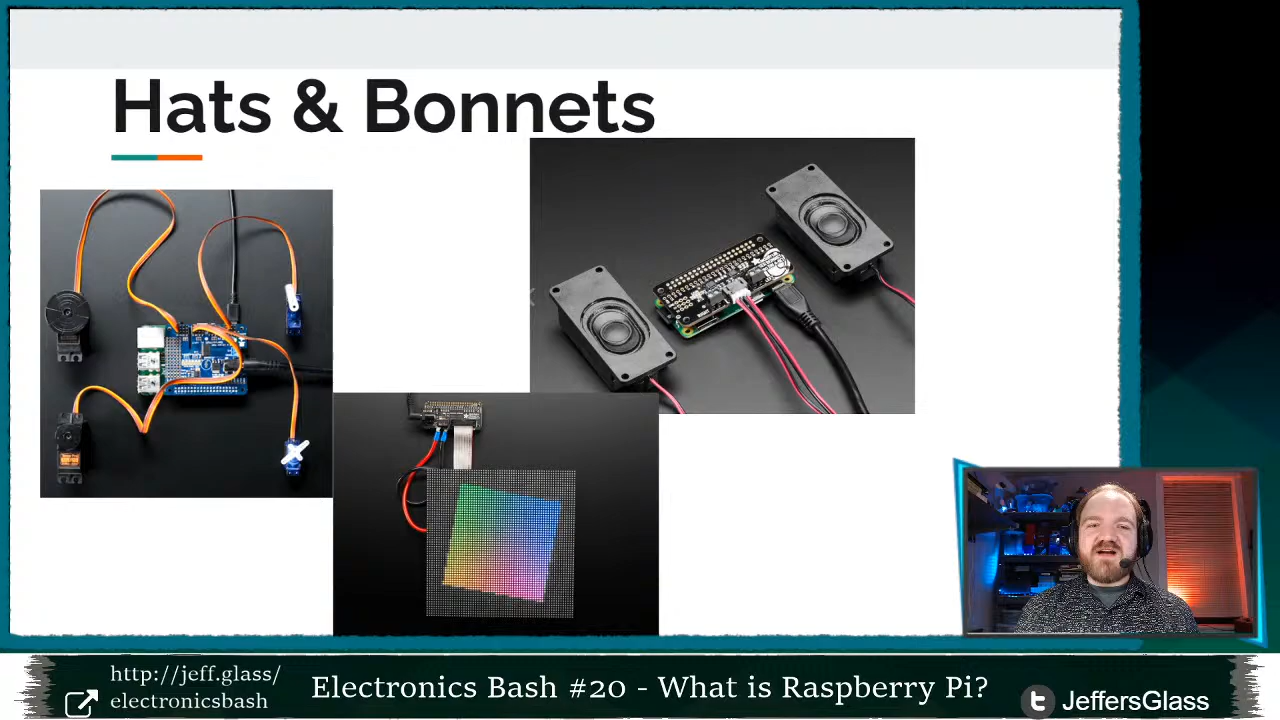 Hats & Bonnets
http://jeff.glass/
electronicsbash
Electronics Bash #20 - What is Raspberry Pi?
JeffersGlass